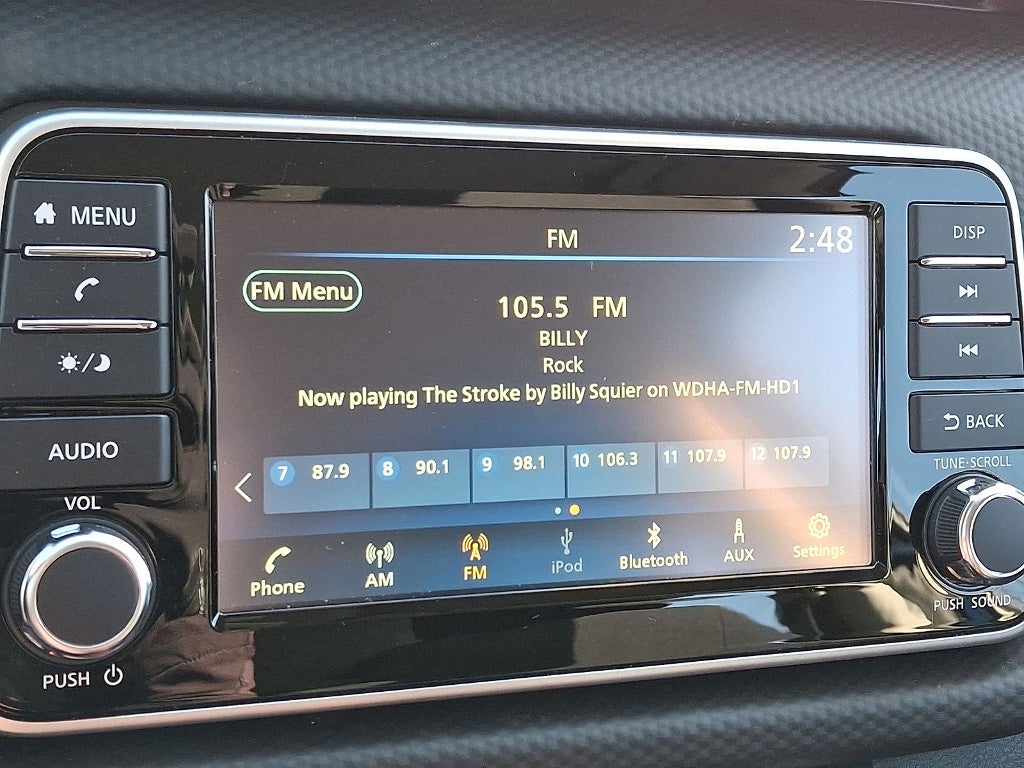 MENU
AUDIO
VOL
PUSH
FM
2:48
FM Menu
105.5 FM
BILLY
Rock
Now playing The Stroke by Billy Squier on WDHA-FM-HD1
7 87.9
8 90.1
9 98.1
10 106.3
11 107.9
12 107.9
Phone
AM
FM
iPod
Bluetooth
AUX
Settings
DISP
BACK
TUNE·SCROLL
PUSH SOUND